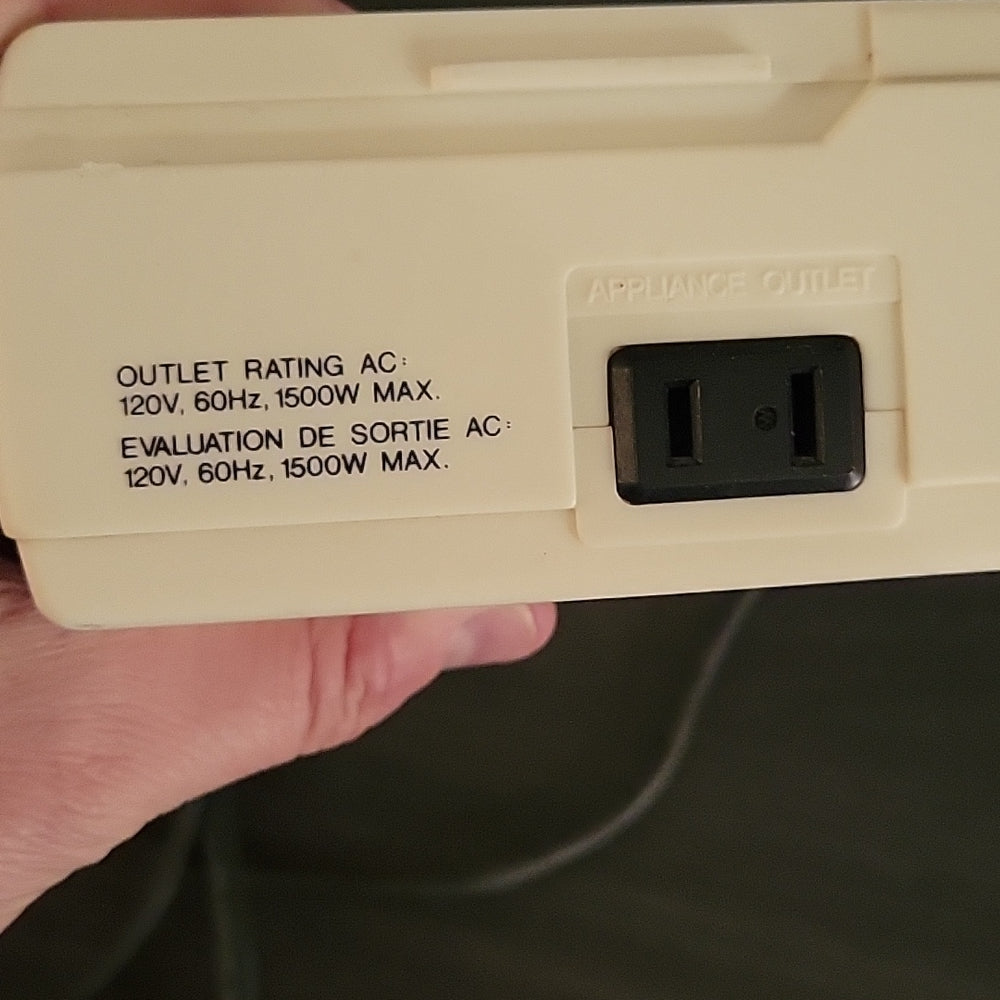 APPLIANCE OUTLET
OUTLET RATING AC:
120V, 60Hz, 1500W MAX.
EVALUATION DE SORTIE AC:
120V, 60Hz, 1500W MAX.